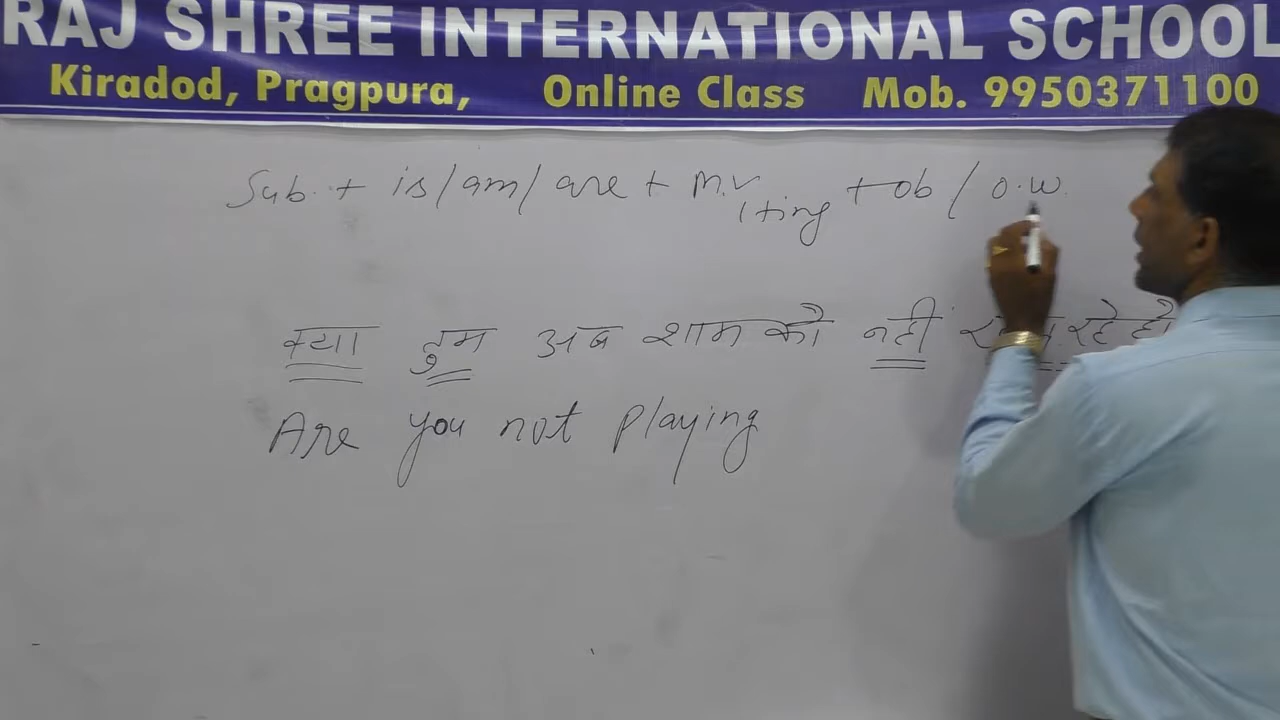 RAJ SHREE INTERNATIONAL SCHOOL
Kiradod, Pragpura, Online Class Mob. 9950371100
Sub. + is/am/are + m.v 1+ing + ob / o.w.
क्या तुम अब शाम को नहीं रहे हो
Are you not playing